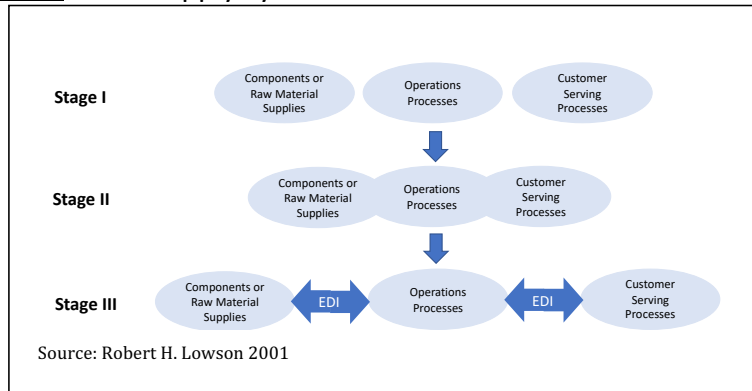 Stage I
Components or
Raw Material
Supplies
Operations
Processes
Customer
Serving
Processes
Stage II
Components or
Raw Material
Supplies
Operations
Processes
Customer
Serving
Processes
Stage III
Components or
Raw Material
Supplies
EDI
Operations
Processes
EDI
Customer
Serving
Processes
Source: Robert H. Lowson 2001